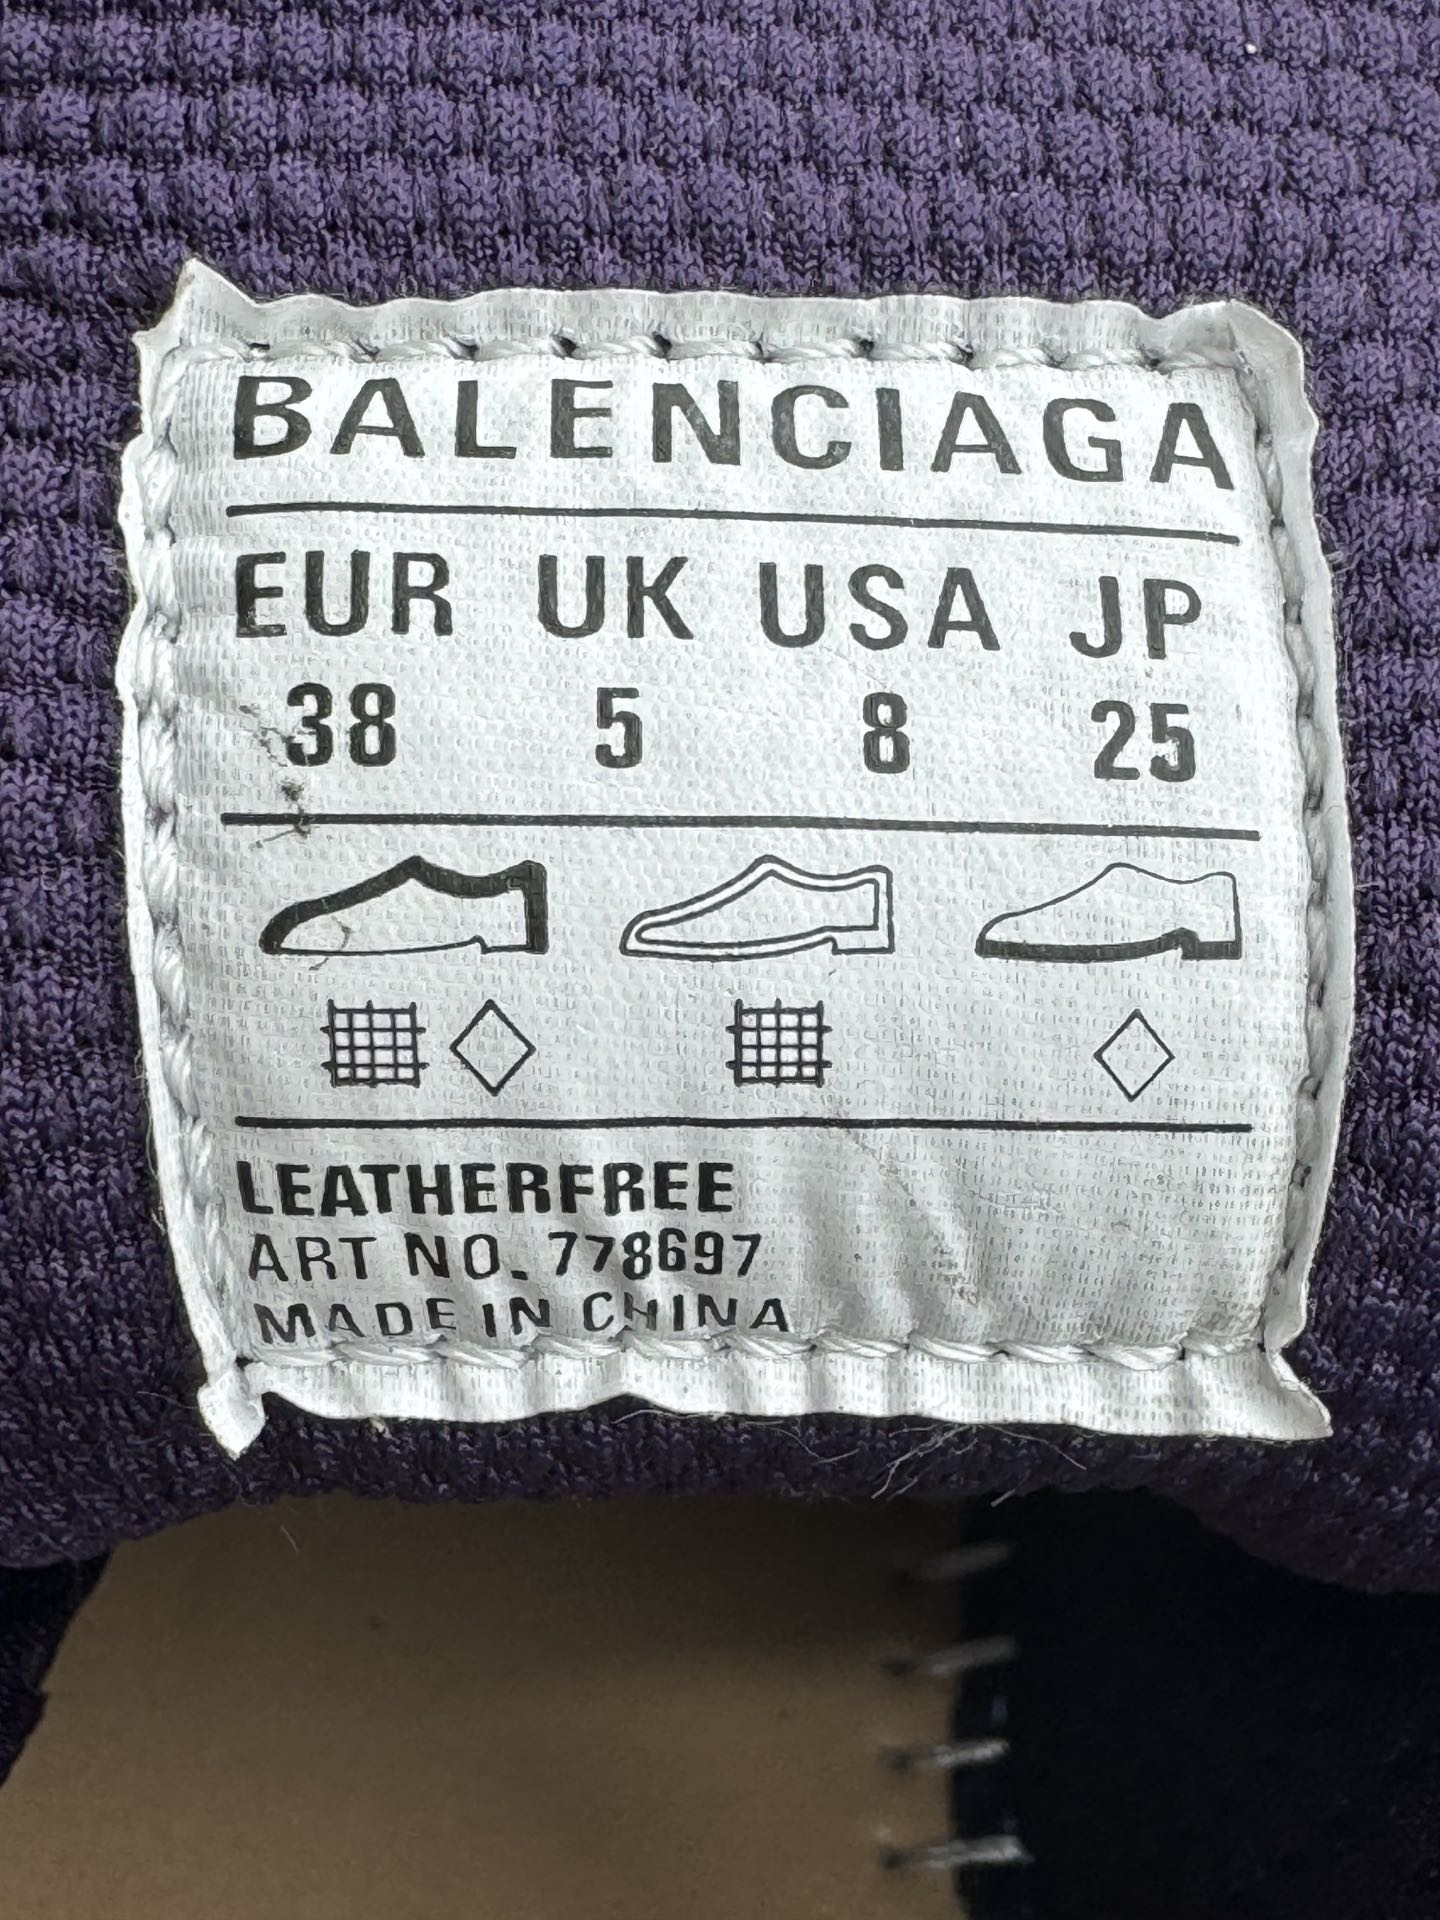 BALENCIAGA
EUR UK USA JP
38 5 8 25
LEATHERFREE
ART NO. 778697
MADE IN CHINA